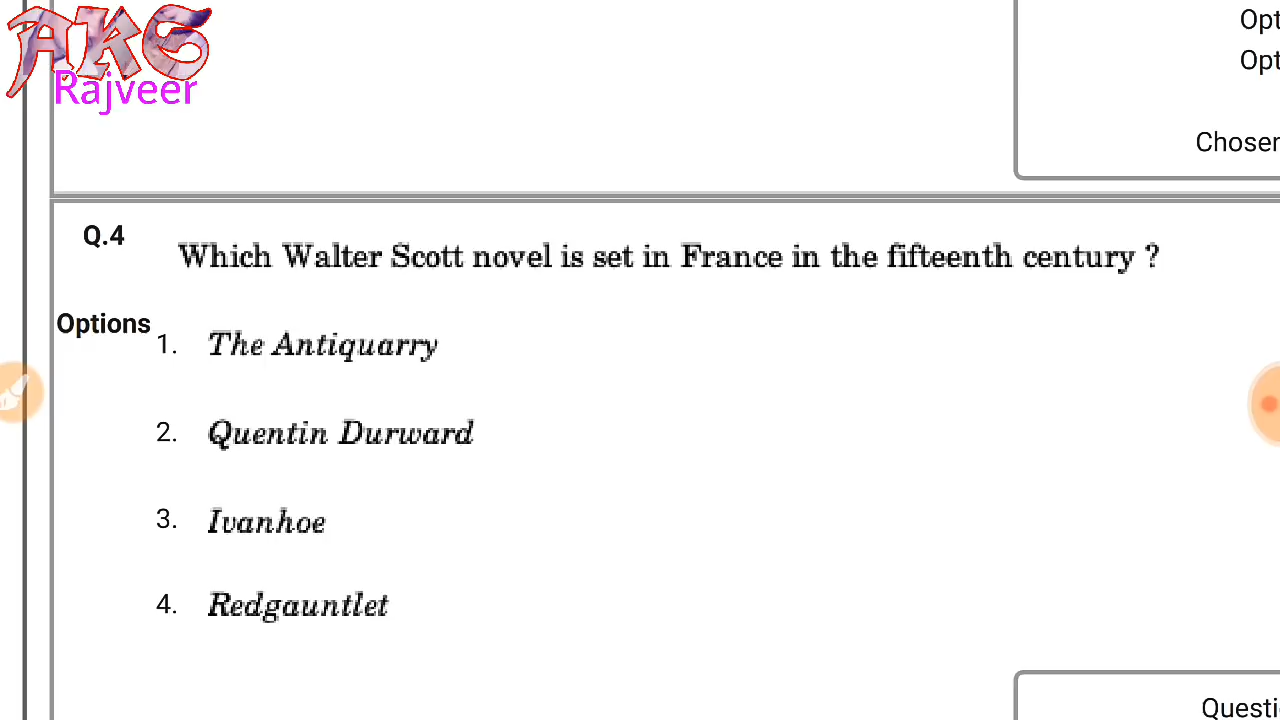 AKS
Rajveer
Opt
Opt
Chosen
Q.4
Which Walter Scott novel is set in France in the fifteenth century ?
Options
1. The Antiquarry
2. Quentin Durward
3. Ivanhoe
4. Redgauntlet
Questi